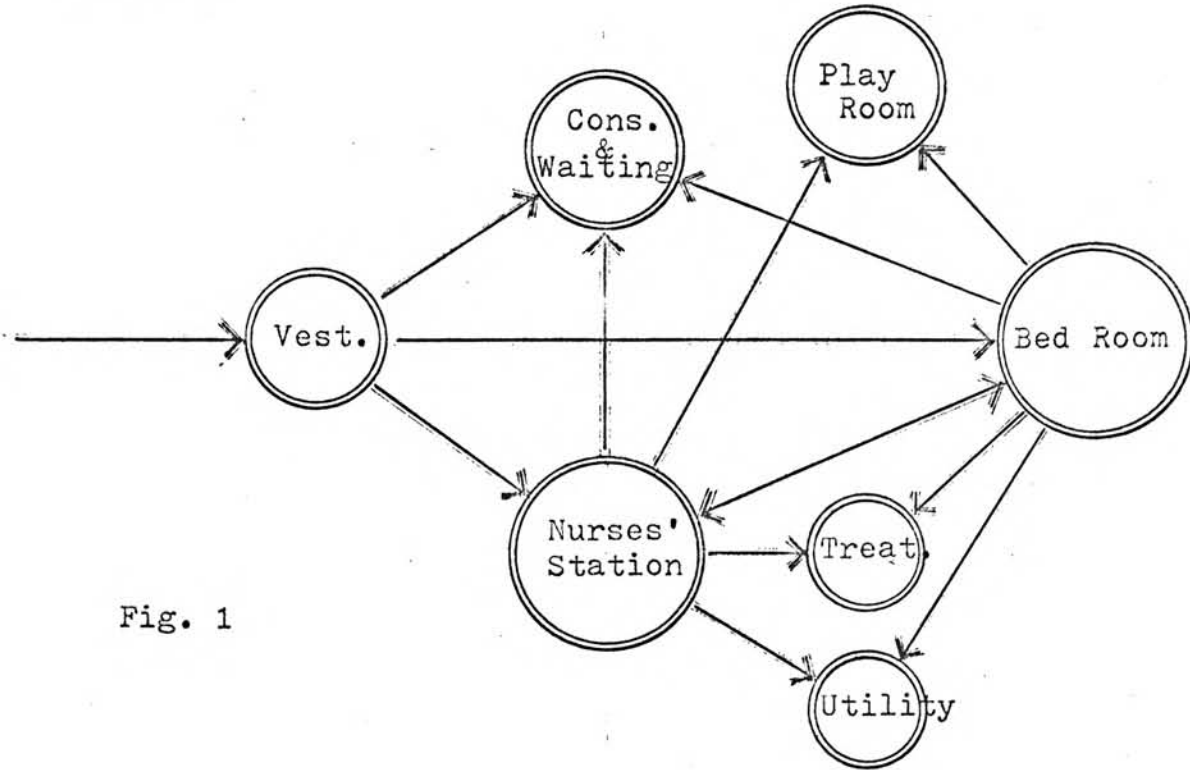 Play
Room
Cons.
&
Waiting
Vest.
Bed Room
Nurses'
Station
Treat.
Utility
Fig. 1